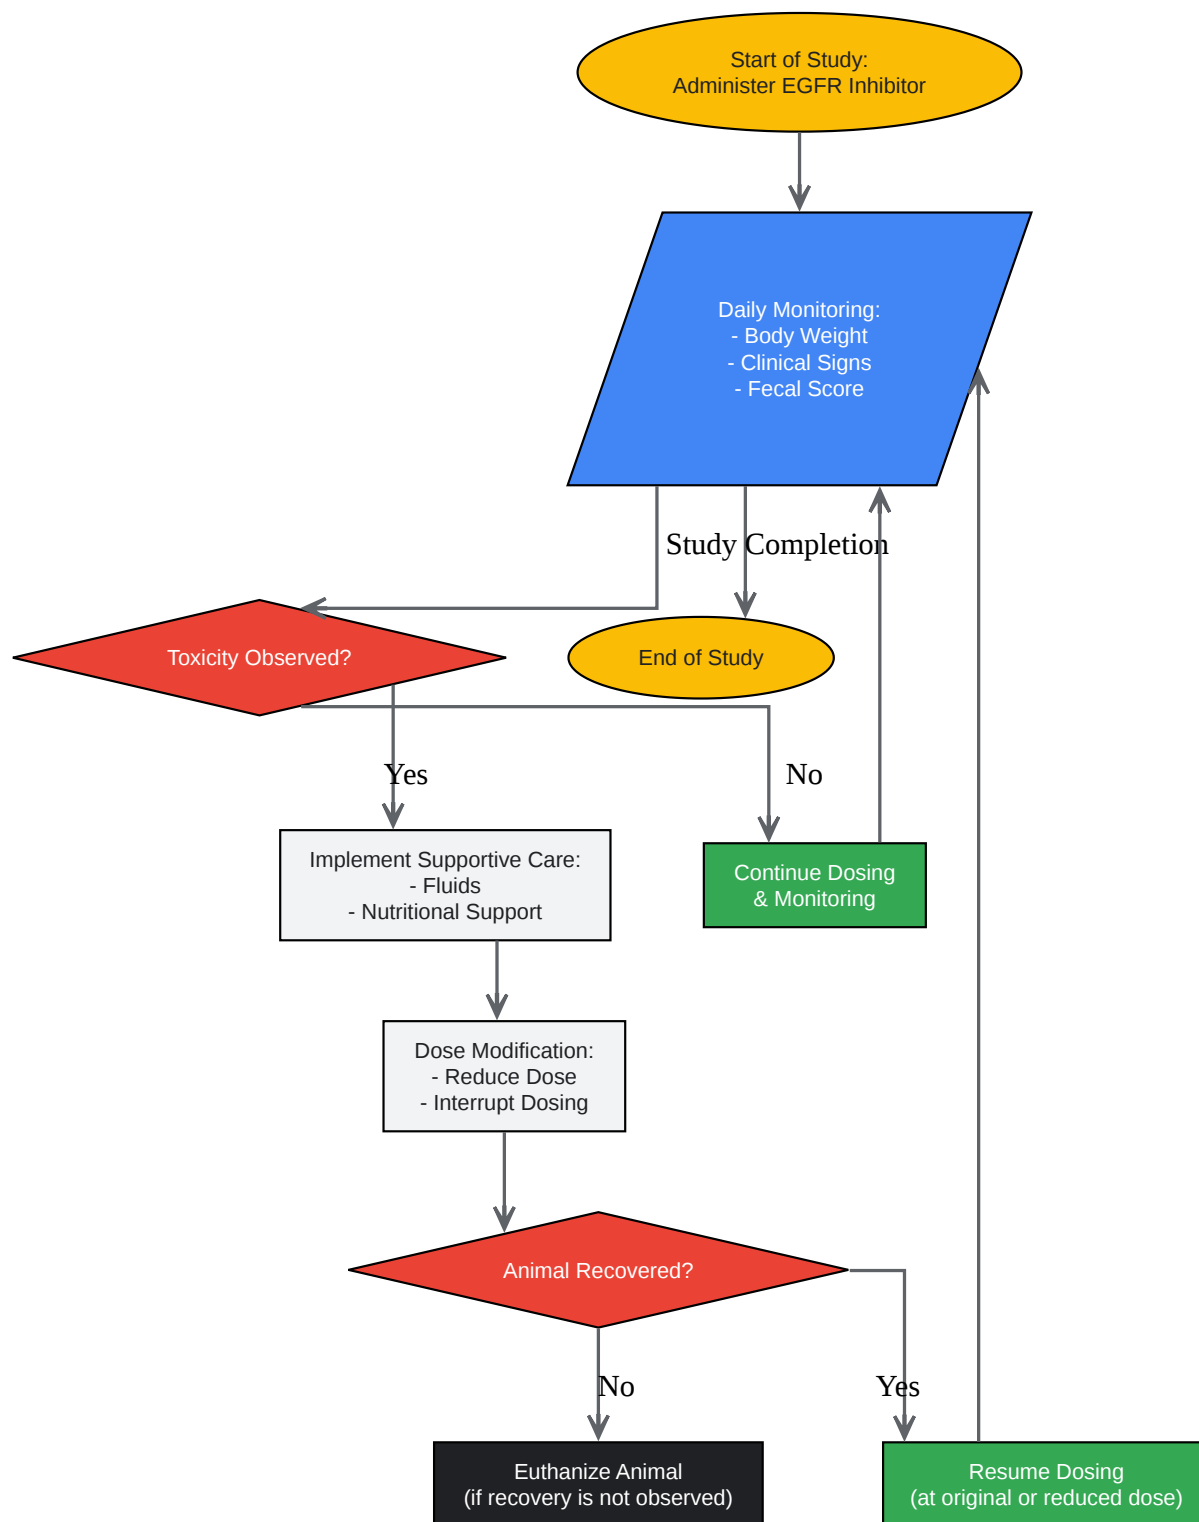 Start of Study:
Administer EGFR Inhibitor
Daily Monitoring:
- Body Weight
- Clinical Signs
- Fecal Score
Study Completion
Toxicity Observed?
End of Study
Yes
No
Implement Supportive Care:
- Fluids
- Nutritional Support
Continue Dosing
& Monitoring
Dose Modification:
- Reduce Dose
- Interrupt Dosing
Animal Recovered?
No
Yes
Euthanize Animal
(if recovery is not observed)
Resume Dosing
(at original or reduced dose)